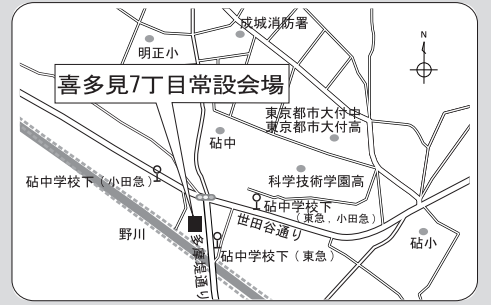 成城消防署
N
明正小
喜多見7丁目常設会場
東京都市大付中
東京都市大付高
砧中
科学技術学園高
砧中学校下（小田急）
砧中学校下
（東急，小田急）
世田谷通り
野川
多摩堤通り
砧中学校下（東急）
砧小